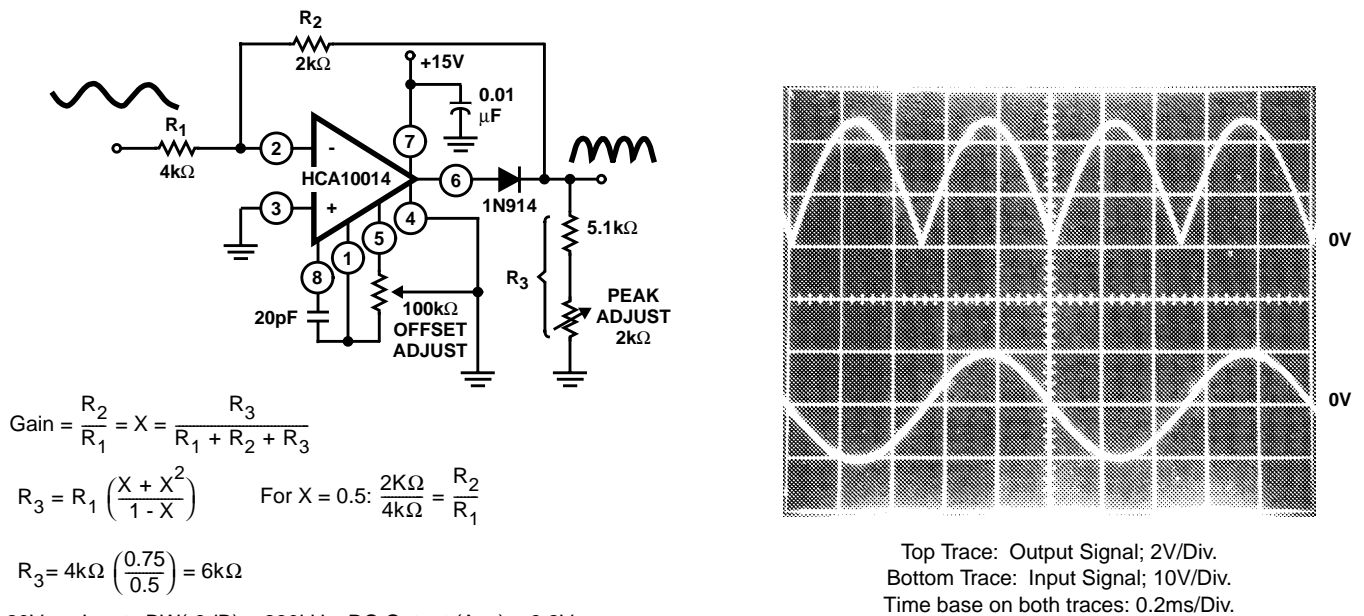 R2
2kΩ
+15V
0.01
μF
R1
4kΩ
2
-
7
HCA10014
6
1N914
3
+
4
5
1
8
5.1kΩ
R3
20pF
100kΩ
OFFSET
ADJUST
PEAK
ADJUST
2kΩ
Gain = R2/R1 = X = R3/(R1 + R2 + R3)
R3 = R1 ((X + X²)/(1 - X))
For X = 0.5: 2KΩ/4kΩ = R2/R1
R3= 4kΩ (0.75/0.5) = 6kΩ
0V
0V
Top Trace: Output Signal; 2V/Div.
Bottom Trace: Input Signal; 10V/Div.
Time base on both traces: 0.2ms/Div.